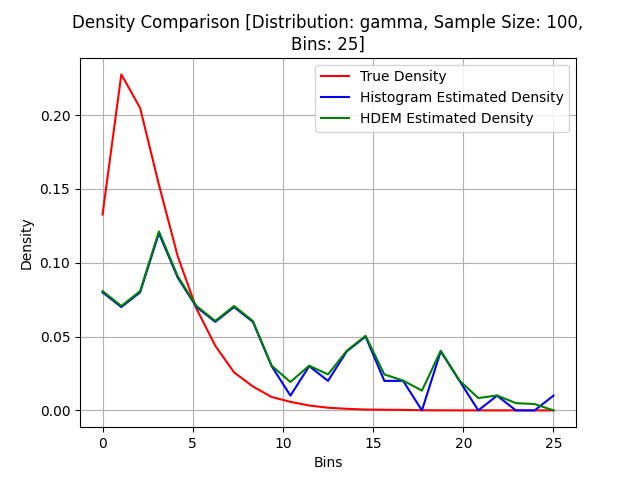 Density Comparison [Distribution: gamma, Sample Size: 100,
Bins: 25]
True Density
Histogram Estimated Density
HDEM Estimated Density
Density
0.20
0.15
0.10
0.05
0.00
0
5
10
15
20
25
Bins